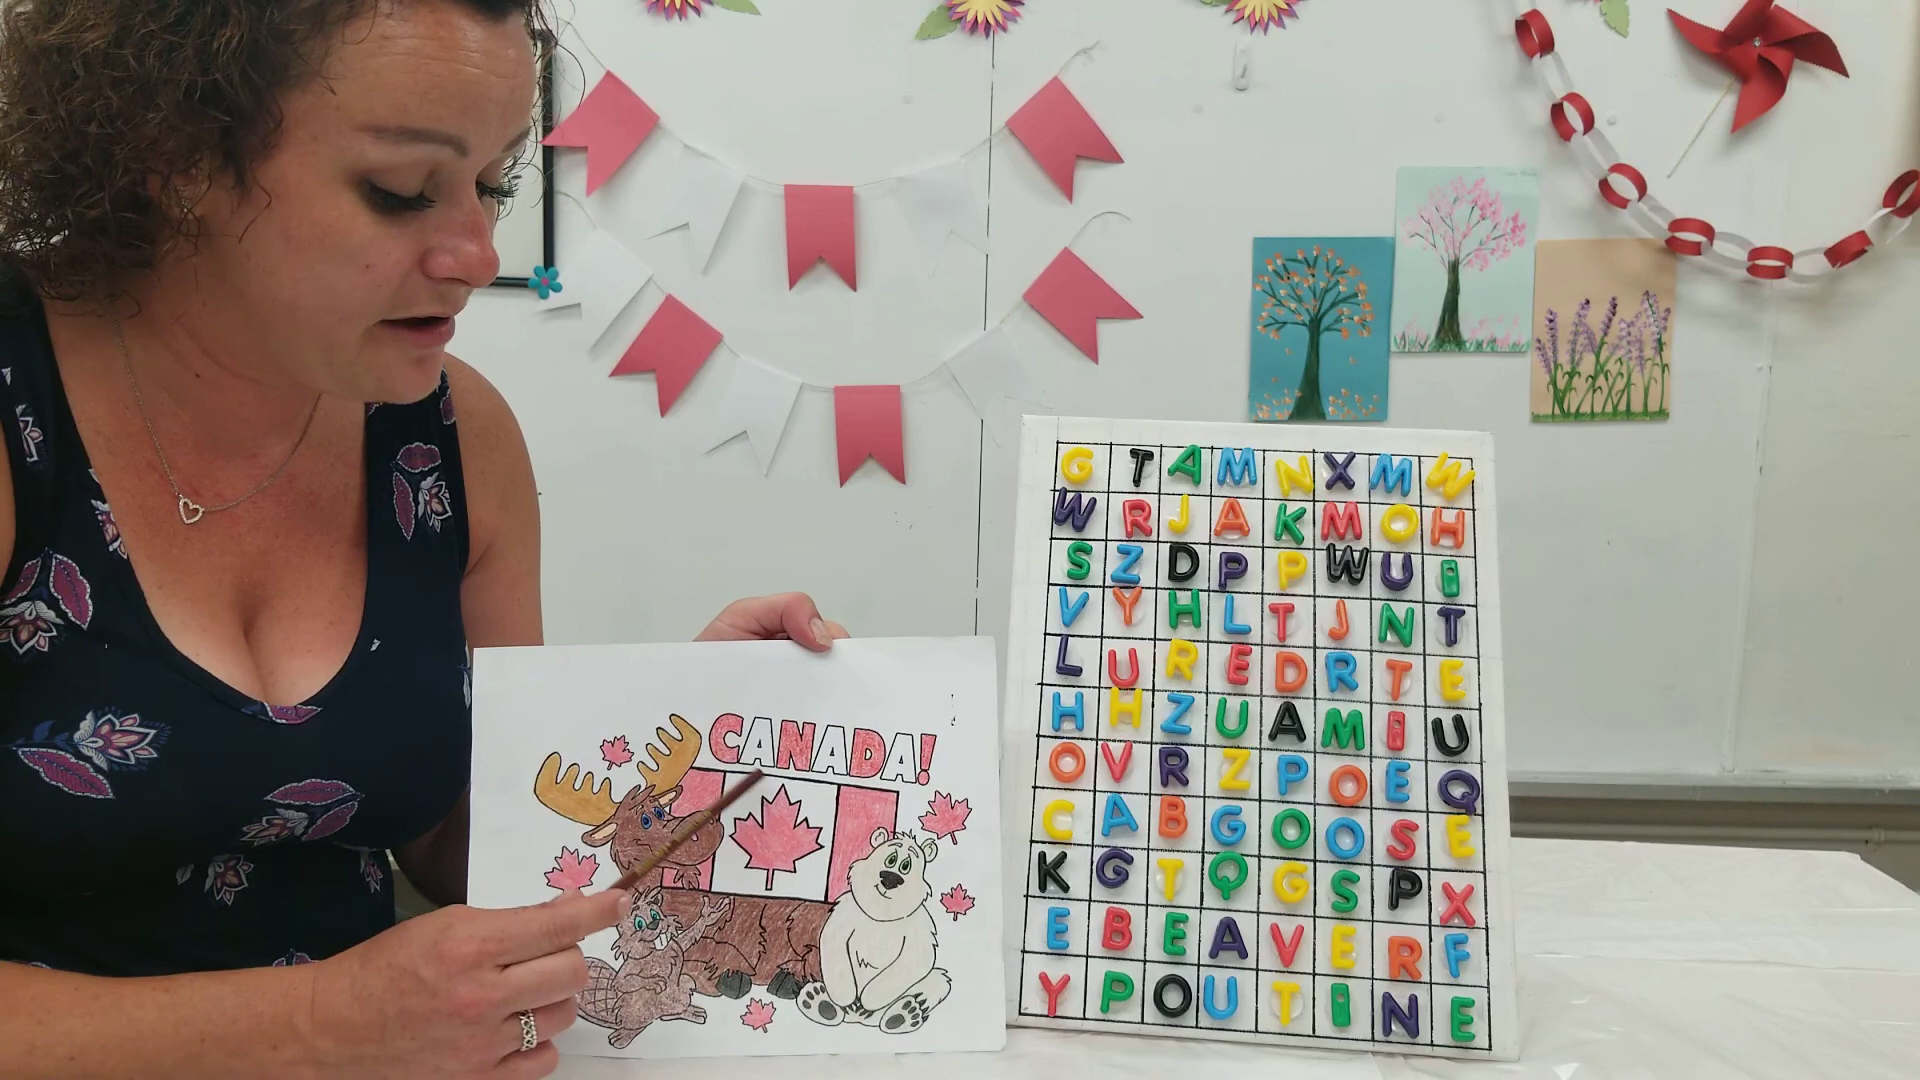 CANADA!
G T A M N X M W
W R J A K M O H
S Z D P P W U I
V Y H L T J N T
L U R E D R T E
H H Z U A M I U
O V R Z P O E Q
C A B G O O S E
K G T Q G S P X
E B E A V E R F
Y P O U T I N E